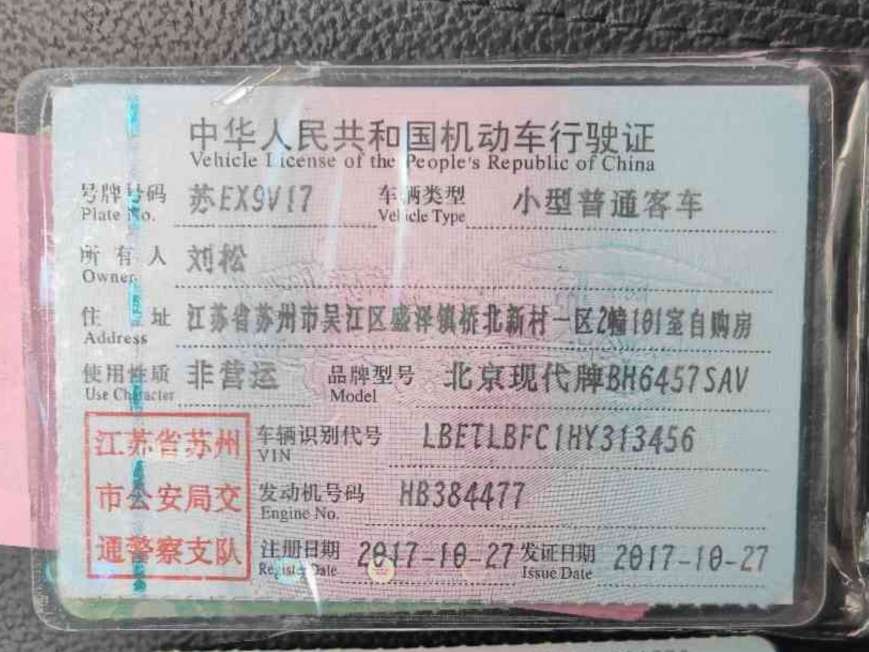 中华人民共和国机动车行驶证
Vehicle License of the People's Republic of China
号牌号码 苏EX9V17 车辆类型 小型普通客车
Plate No. Vehicle Type
所有人 刘松
Owner
住址 江苏省苏州市吴江区盛泽镇桥北新村一区2幢101室自购房
Address
使用性质 非营运 品牌型号 北京现代牌BH6457SAV
Use Character Model
江苏省苏州 车辆识别代号 LBETLBFC1HY313456
VIN
市公安局交 发动机号码 HB384477
Engine No.
通警察支队 注册日期 2017-10-27 发证日期 2017-10-27
Register Date Issue Date